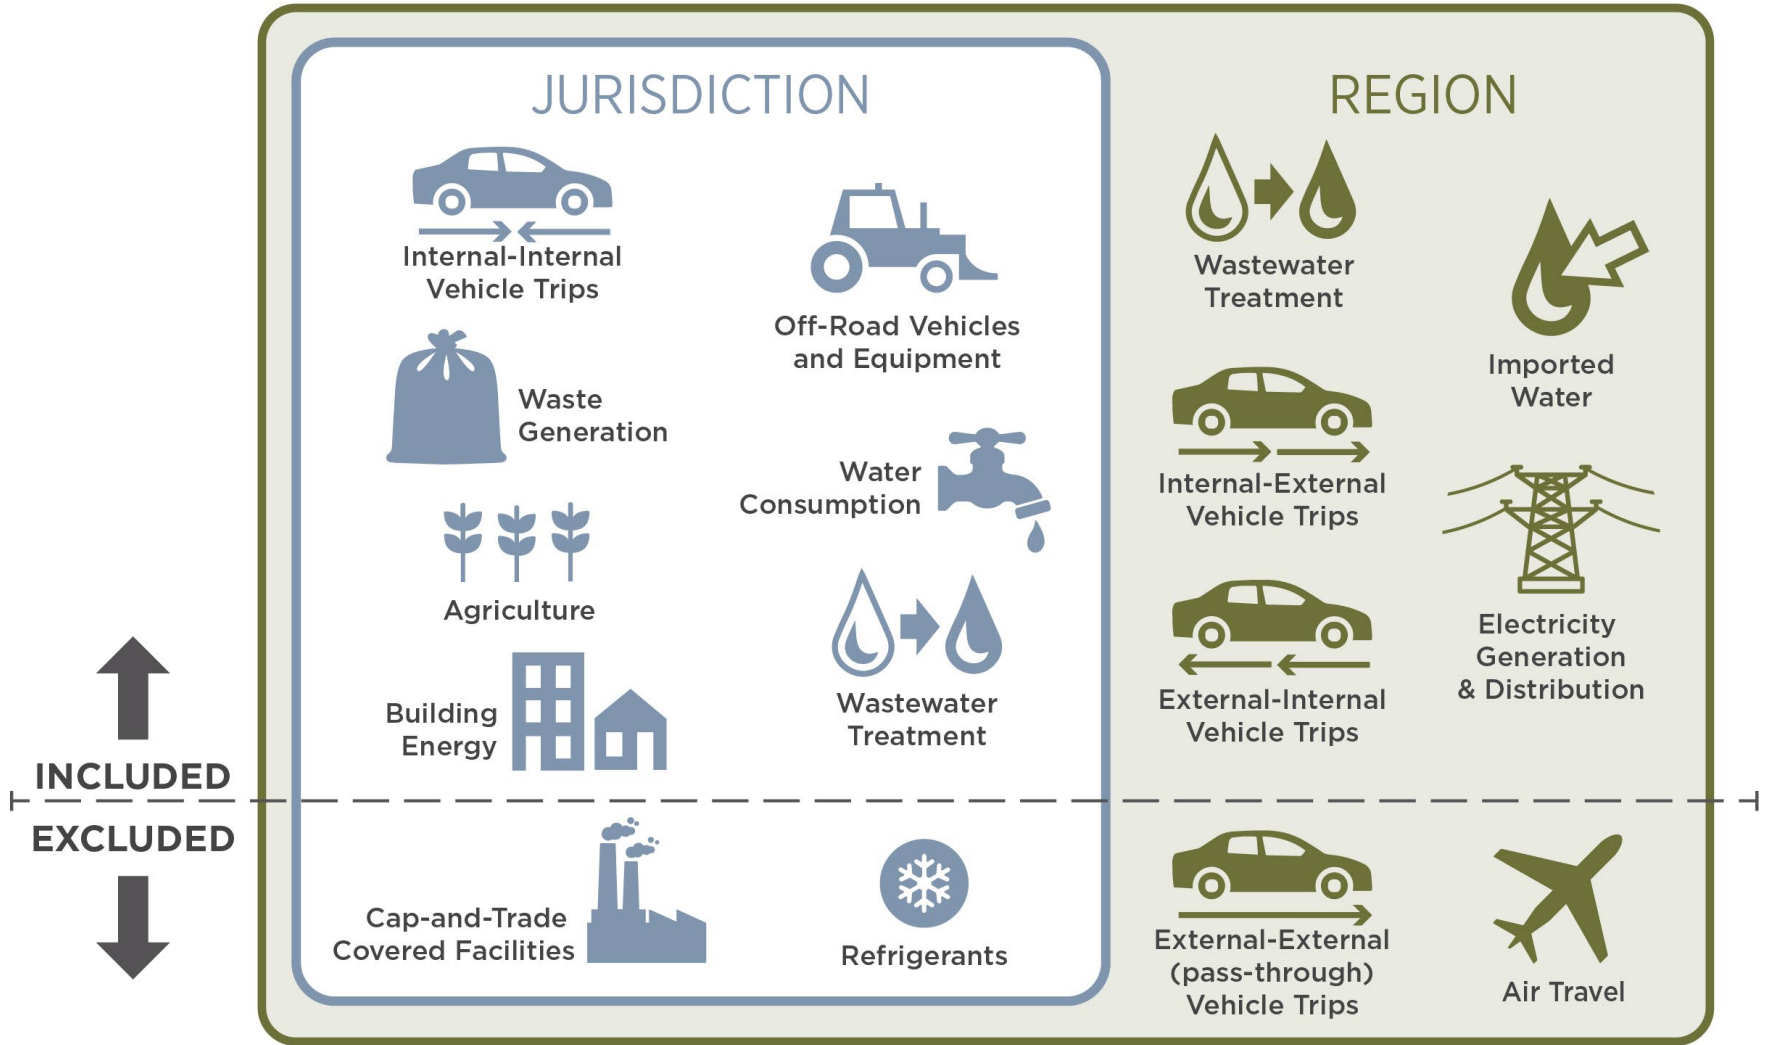 JURISDICTION
Internal-Internal
Vehicle Trips
Off-Road Vehicles
and Equipment
Waste
Generation
Water
Consumption
Agriculture
Wastewater
Treatment
Building
Energy
Cap-and-Trade
Covered Facilities
Refrigerants
REGION
Wastewater
Treatment
Imported
Water
Internal-External
Vehicle Trips
Electricity
Generation
& Distribution
External-Internal
Vehicle Trips
External-External
(pass-through)
Vehicle Trips
Air Travel
INCLUDED
EXCLUDED